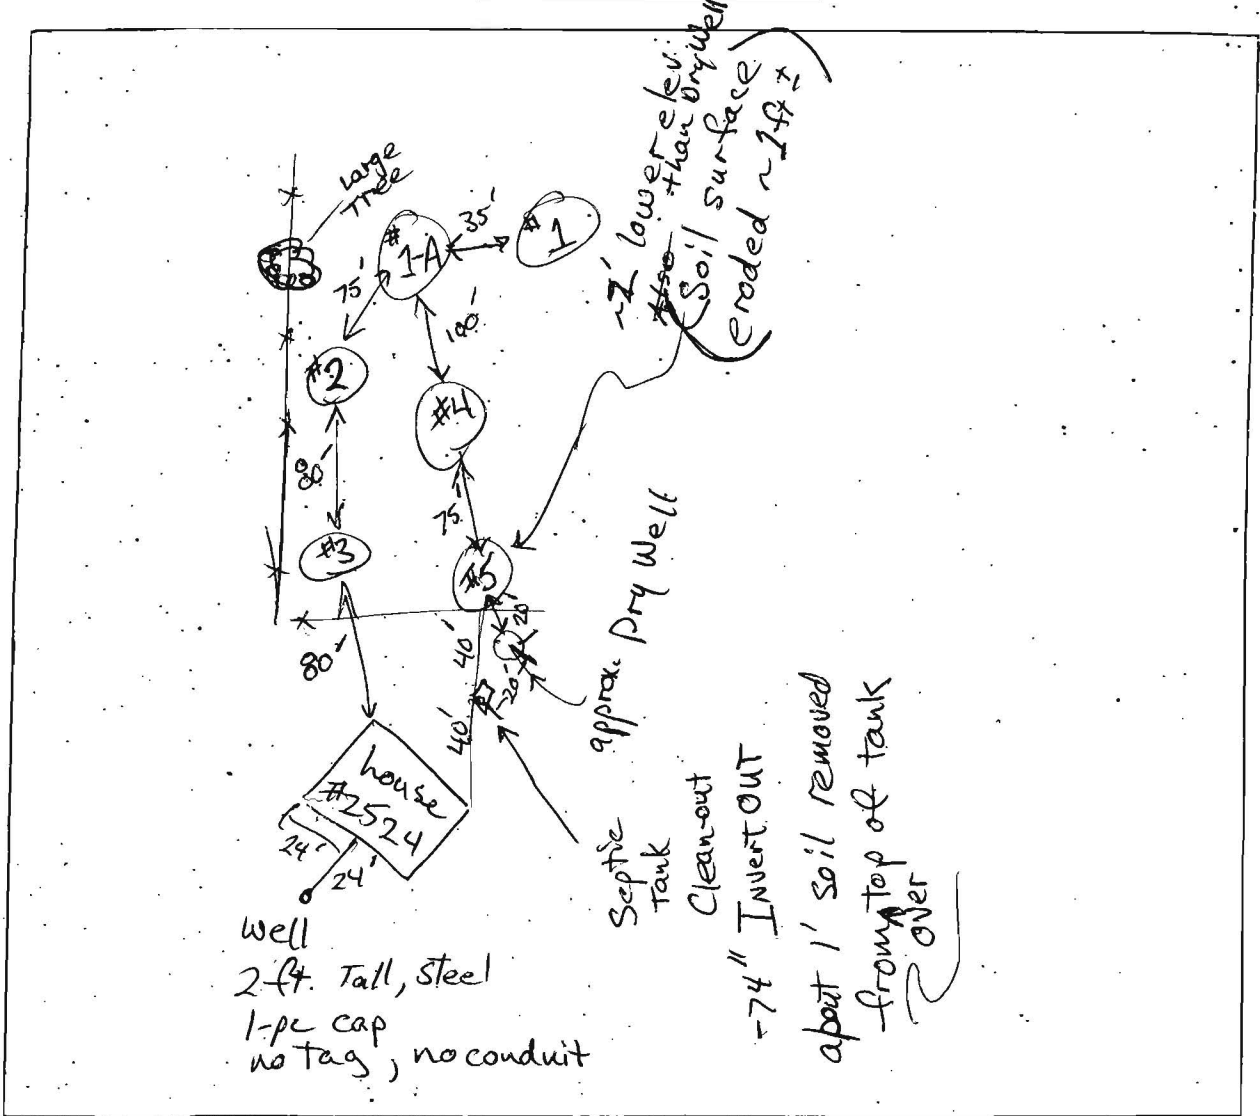 ~2' lower elev.
than Dry Well
Also
(Soil surface
eroded ~1ft ±)
Large
Tree
#
1-A
35'
#
1
75'
100'
#2
#4
80'
75'
#3
#5
20'
80'
40'
20'
approx. Dry Well
40'
house
#2524
24'
24'
Septic
Tank
Clean-out
-74" Invert OUT
about 1' soil removed
from top of tank
over
Well
2 ft. Tall, steel
1-pc cap
no tag, no conduit